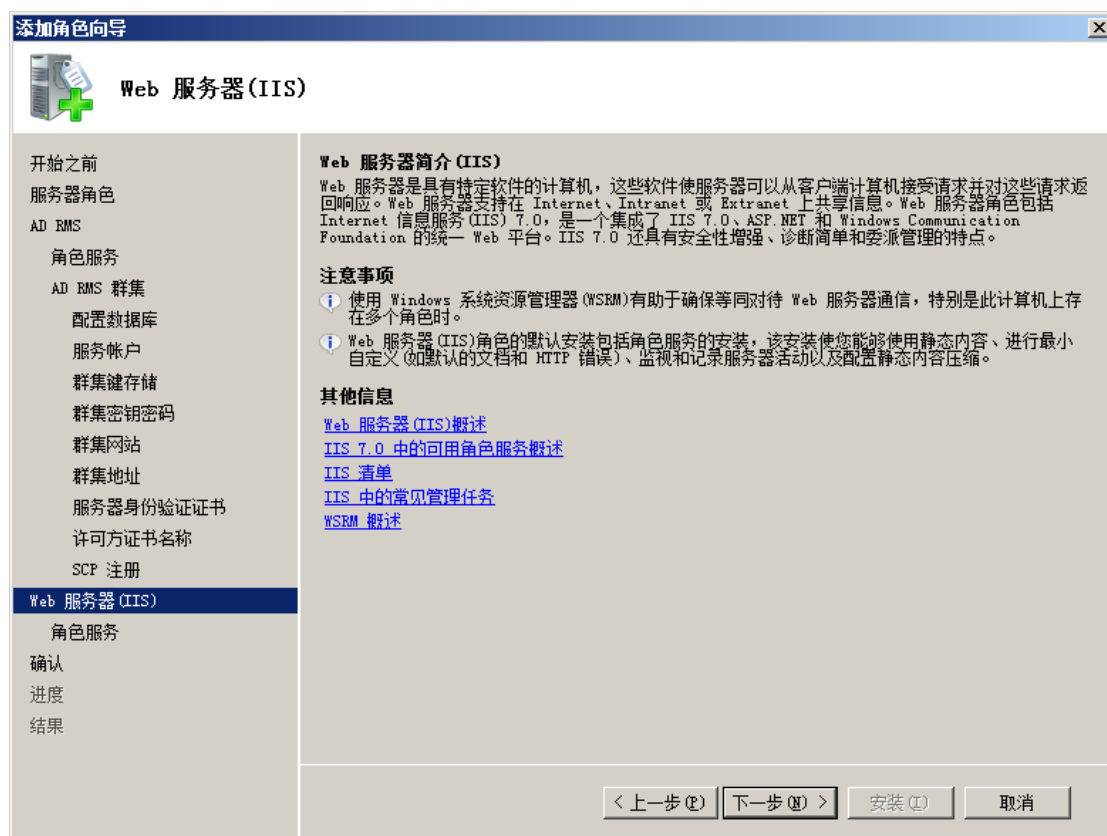 添加角色向导
Web 服务器(IIS)
开始之前
服务器角色
AD RMS
角色服务
AD RMS 群集
配置数据库
服务帐户
群集键存储
群集密钥密码
群集网站
群集地址
服务器身份验证证书
许可方证书名称
SCP 注册
Web 服务器(IIS)
角色服务
确认
进度
结果
Web 服务器简介(IIS)
Web 服务器是具有特定软件的计算机，这些软件使服务器可以从客户端计算机接受请求并对这些请求返
回响应。Web 服务器支持在 Internet、Intranet 或 Extranet 上共享信息。Web 服务器角色包括
Internet 信息服务(IIS) 7.0，是一个集成了 IIS 7.0、ASP.NET 和 Windows Communication
Foundation 的统一 Web 平台。IIS 7.0 还具有安全性增强、诊断简单和委派管理的特点。
注意事项
使用 Windows 系统资源管理器(WSRM)有助于确保等同对待 Web 服务器通信，特别是此计算机上存
在多个角色时。
Web 服务器(IIS)角色的默认安装包括角色服务的安装，该安装使您能够使用静态内容、进行最小
自定义(如默认的文档和 HTTP 错误)、监视和记录服务器活动以及配置静态内容压缩。
其他信息
Web 服务器(IIS)概述
IIS 7.0 中的可用角色服务概述
IIS 清单
IIS 中的常见管理任务
WSRM 概述
< 上一步(P) 下一步(N) > 安装(I) 取消